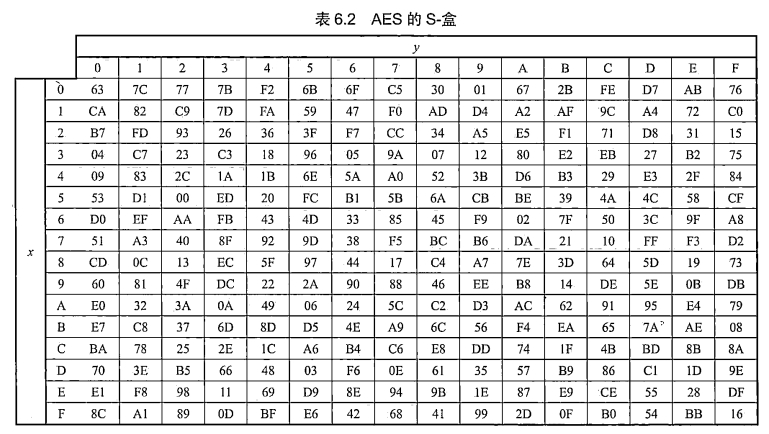 表 6.2 AES 的 S-盒
y
0 1 2 3 4 5 6 7 8 9 A B C D E F
0 63 7C 77 7B F2 6B 6F C5 30 01 67 2B FE D7 AB 76
1 CA 82 C9 7D FA 59 47 F0 AD D4 A2 AF 9C A4 72 C0
2 B7 FD 93 26 36 3F F7 CC 34 A5 E5 F1 71 D8 31 15
3 04 C7 23 C3 18 96 05 9A 07 12 80 E2 EB 27 B2 75
4 09 83 2C 1A 1B 6E 5A A0 52 3B D6 B3 29 E3 2F 84
5 53 D1 00 ED 20 FC B1 5B 6A CB BE 39 4A 4C 58 CF
6 D0 EF AA FB 43 4D 33 85 45 F9 02 7F 50 3C 9F A8
7 51 A3 40 8F 92 9D 38 F5 BC B6 DA 21 10 FF F3 D2
x
8 CD 0C 13 EC 5F 97 44 17 C4 A7 7E 3D 64 5D 19 73
9 60 81 4F DC 22 2A 90 88 46 EE B8 14 DE 5E 0B DB
A E0 32 3A 0A 49 06 24 5C C2 D3 AC 62 91 95 E4 79
B E7 C8 37 6D 8D D5 4E A9 6C 56 F4 EA 65 7A AE 08
C BA 78 25 2E 1C A6 B4 C6 E8 DD 74 1F 4B BD 8B 8A
D 70 3E B5 66 48 03 F6 0E 61 35 57 B9 86 C1 1D 9E
E E1 F8 98 11 69 D9 8E 94 9B 1E 87 E9 CE 55 28 DF
F 8C A1 89 0D BF E6 42 68 41 99 2D 0F B0 54 BB 16